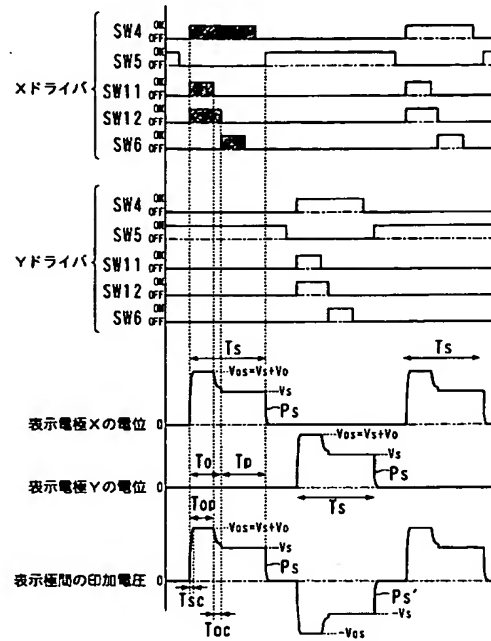 Xドライバ
SW4 ON OFF
SW5 ON OFF
SW11 ON OFF
SW12 ON OFF
SW6 ON OFF
Yドライバ
SW4 ON OFF
SW5 ON OFF
SW11 ON OFF
SW12 ON OFF
SW6 ON OFF
Ts Ts
Vos=Vs+Vo
Vs
Ps
表示電極Xの電位 0
Vos=Vs+Vo
To Tp
Vs
Ps
表示電極Yの電位 0
Top Ts
Vos=Vs+Vo
Vs
Ps
表示極間の印加電圧 0
Tsc
Ps'
-Vs
Toc
-Vos